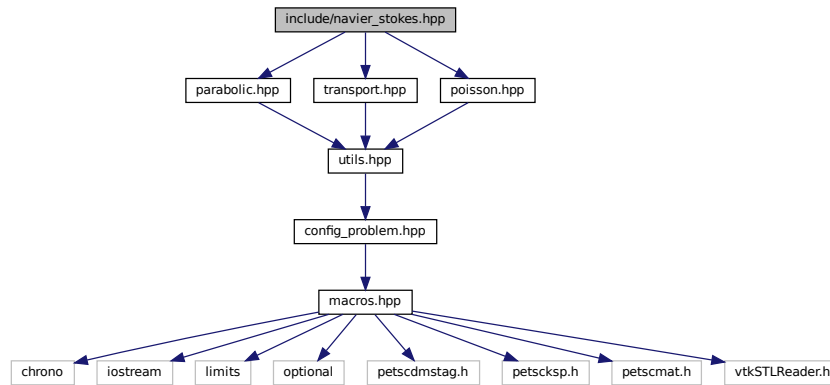 include/navier_stokes.hpp
parabolic.hpp
transport.hpp
poisson.hpp
utils.hpp
config_problem.hpp
macros.hpp
chrono
iostream
limits
optional
petscdmstag.h
petscksp.h
petscmat.h
vtkSTLReader.h